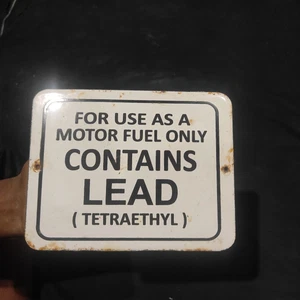 FOR USE AS A
MOTOR FUEL ONLY
CONTAINS
LEAD
( TETRAETHYL )